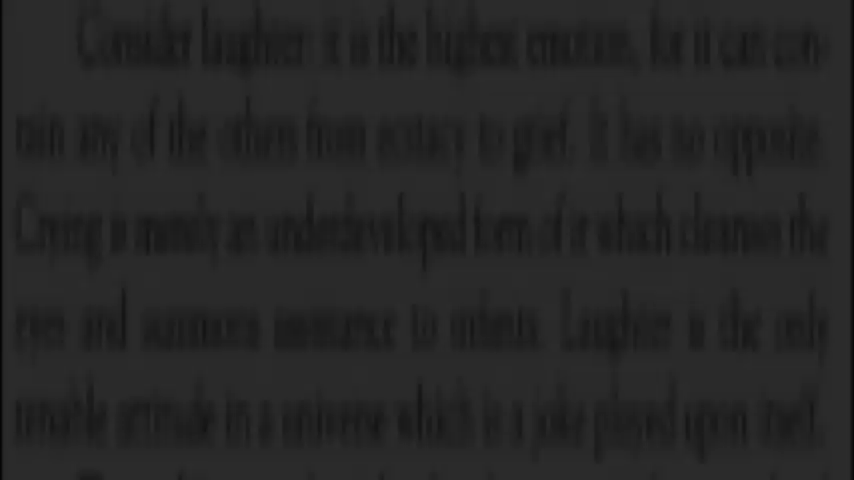 Consider laughter: it is the highest emotion, for it can con-
tain any of the others from ecstacy to grief. It has no opposite.
Crying is merely an underdeveloped form of it which cleanses the
eyes and summons assistance to infants. Laughter is the only
tenable attitude in a universe which is a joke played upon itself.